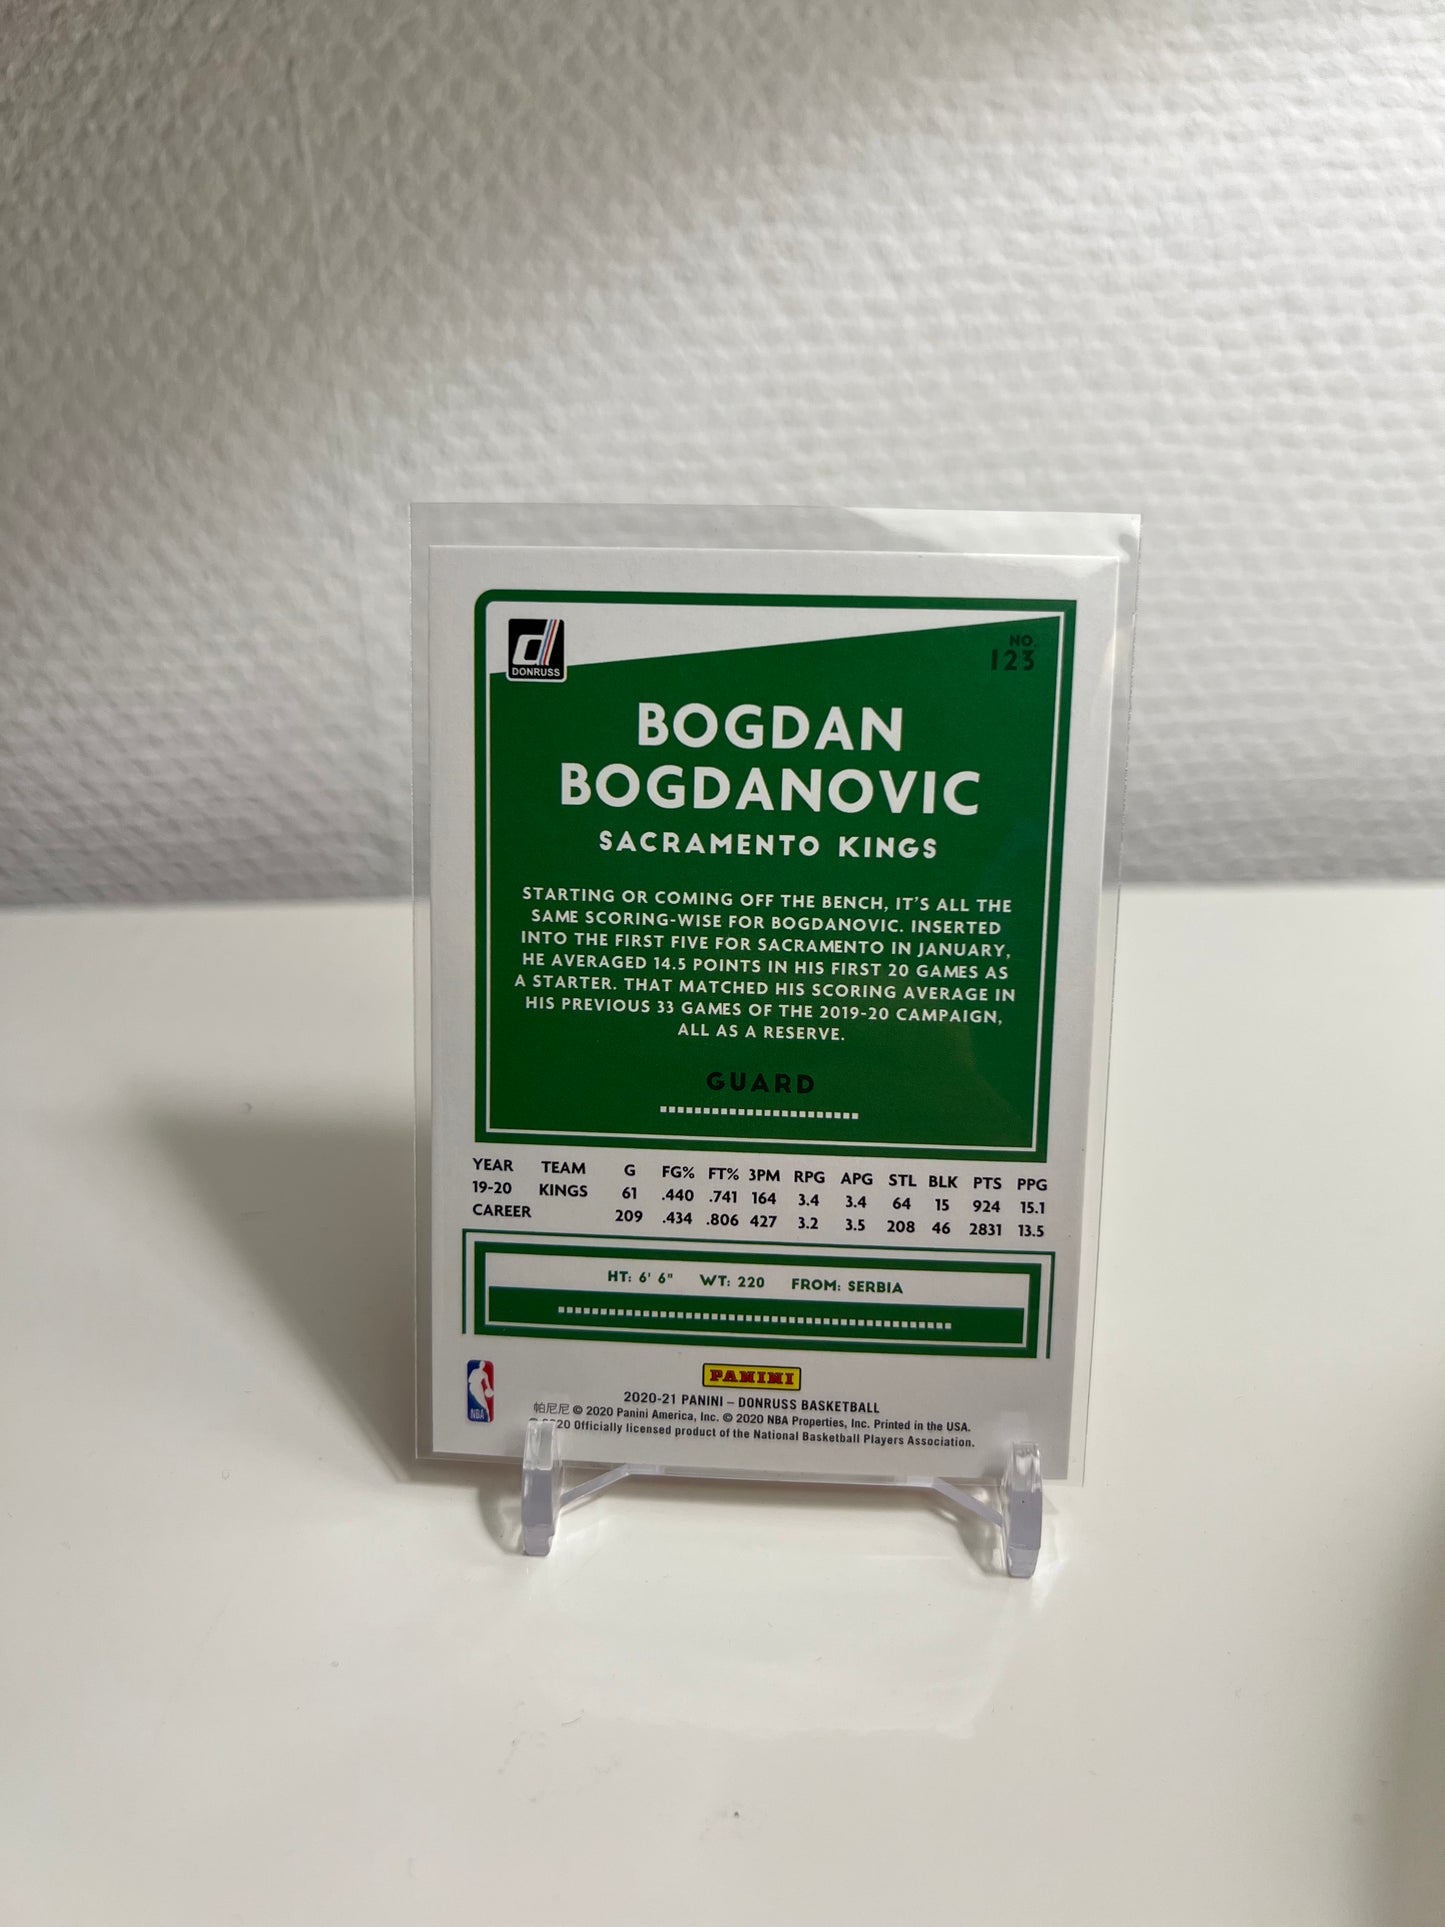 DONRUSS
NO.
123
BOGDAN
BOGDANOVIC
SACRAMENTO KINGS
STARTING OR COMING OFF THE BENCH, IT'S ALL THE
SAME SCORING-WISE FOR BOGDANOVIC. INSERTED
INTO THE FIRST FIVE FOR SACRAMENTO IN JANUARY,
HE AVERAGED 14.5 POINTS IN HIS FIRST 20 GAMES AS
A STARTER. THAT MATCHED HIS SCORING AVERAGE IN
HIS PREVIOUS 33 GAMES OF THE 2019-20 CAMPAIGN,
ALL AS A RESERVE.
GUARD
YEAR TEAM G FG% FT% 3PM RPG APG STL BLK PTS PPG
19-20 KINGS 61 .440 .741 164 3.4 3.4 64 15 924 15.1
CAREER 209 .434 .806 427 3.2 3.5 208 46 2831 13.5
HT: 6' 6" WT: 220 FROM: SERBIA
PANINI
NBA
2020-21 PANINI – DONRUSS BASKETBALL
帕尼尼 © 2020 Panini America, Inc. © 2020 NBA Properties, Inc. Printed in the USA.
© 2020 Officially licensed product of the National Basketball Players Association.